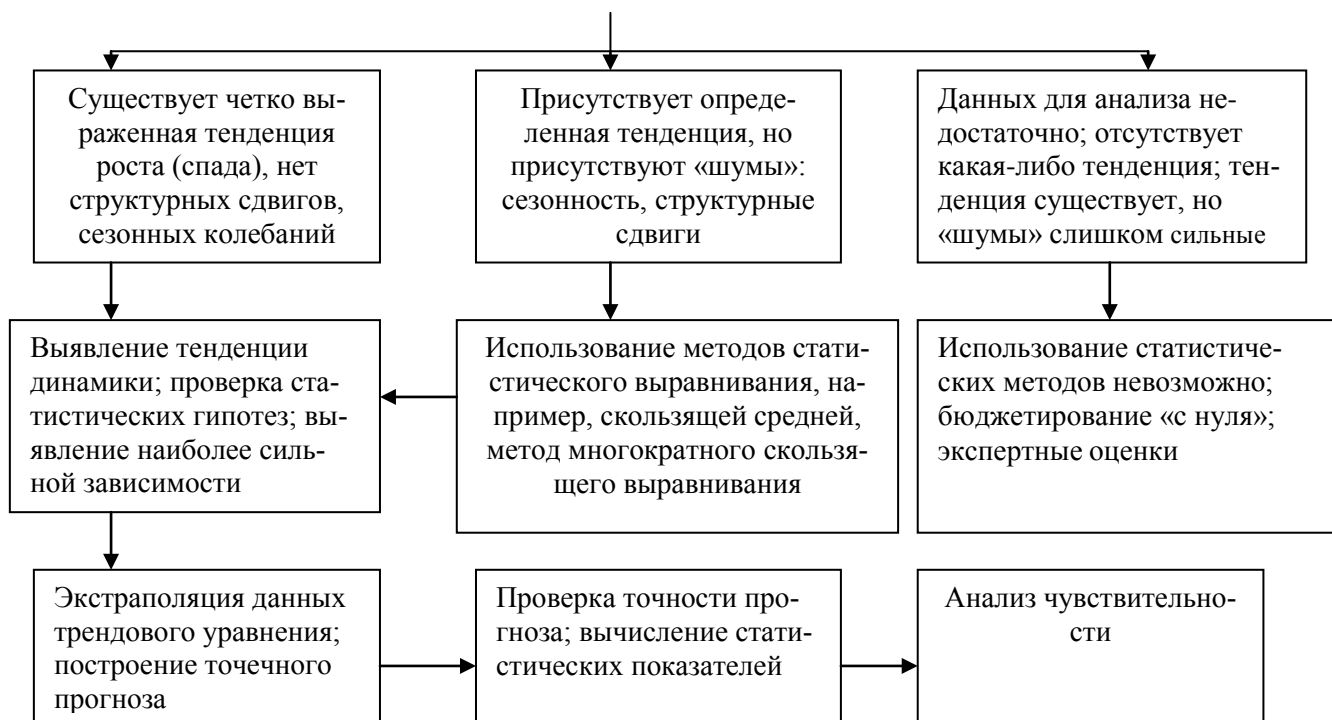 Существует четко вы-
раженная тенденция
роста (спада), нет
структурных сдвигов,
сезонных колебаний
Присутствует опреде-
ленная тенденция, но
присутствуют «шумы»:
сезонность, структурные
сдвиги
Данных для анализа не-
достаточно; отсутствует
какая-либо тенденция; тен-
денция существует, но
«шумы» слишком сильные
Выявление тенденции
динамики; проверка ста-
тистических гипотез; вы-
явление наиболее силь-
ной зависимости
Использование методов стати-
стического выравнивания, на-
пример, скользящей средней,
метод многократного скользя-
щего выравнивания
Использование статистиче-
ских методов невозможно;
бюджетирование «с нуля»;
экспертные оценки
Экстраполяция данных
трендового уравнения;
построение точечного
прогноза
Проверка точности про-
гноза; вычисление стати-
стических показателей
Анализ чувствительно-
сти